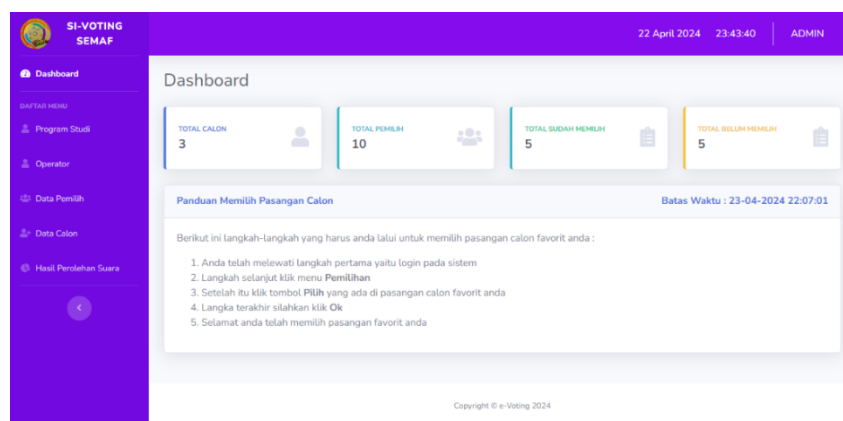 SI-VOTING
SEMAF
22 April 2024 23:43:40 ADMIN
Dashboard
DAFTAR MENU
Program Studi
Operator
Data Pemilih
Data Calon
Hasil Perolehan Suara
Dashboard
TOTAL CALON
3
TOTAL PEMILIH
10
TOTAL SUDAH MEMILIH
5
TOTAL BELUM MEMILIH
5
Panduan Memilih Pasangan Calon
Batas Waktu : 23-04-2024 22:07:01
Berikut ini langkah-langkah yang harus anda lalui untuk memilih pasangan calon favorit anda :
1. Anda telah melewati langkah pertama yaitu login pada sistem
2. Langkah selanjut klik menu Pemilihan
3. Setelah itu klik tombol Pilih yang ada di pasangan calon favorit anda
4. Langka terakhir silahkan klik Ok
5. Selamat anda telah memilih pasangan favorit anda
Copyright © e-Voting 2024